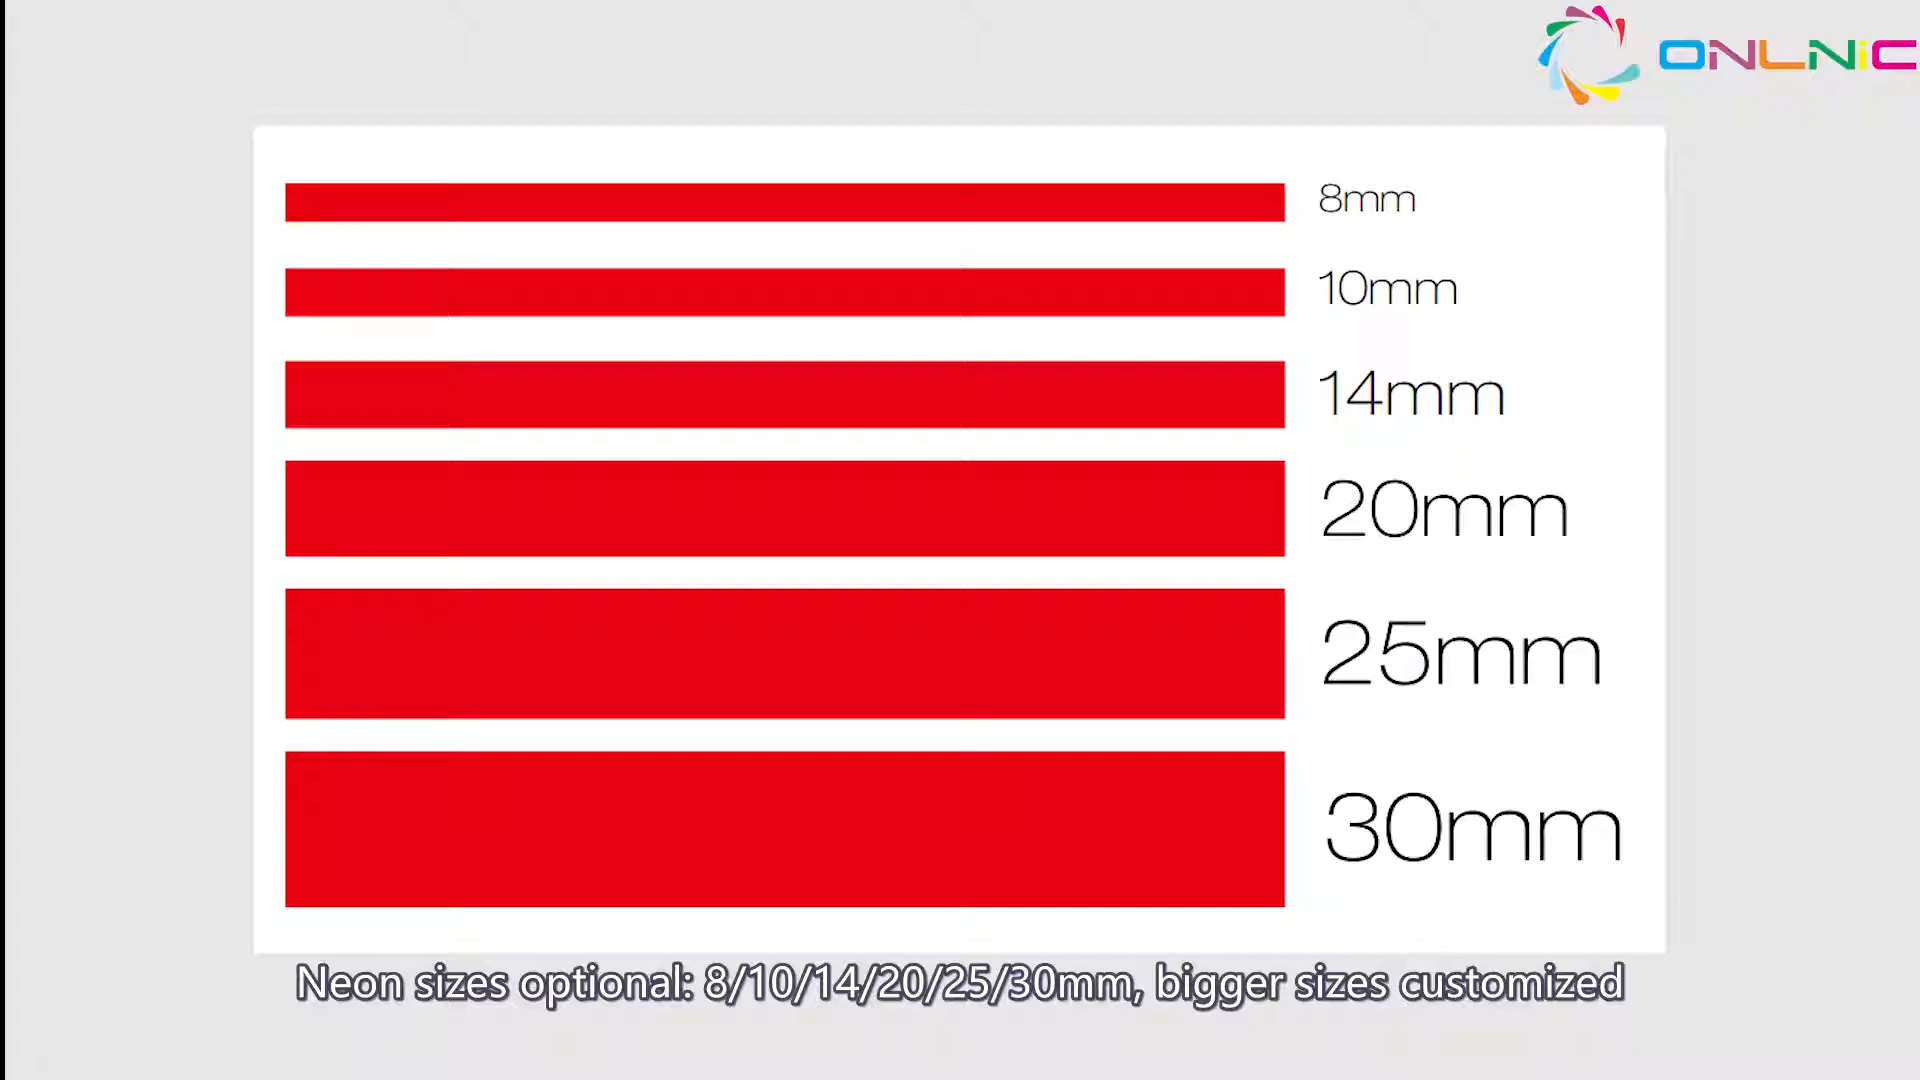 ONLNiC
8mm
10mm
14mm
20mm
25mm
30mm
Neon sizes optional: 8/10/14/20/25/30mm, bigger sizes customized